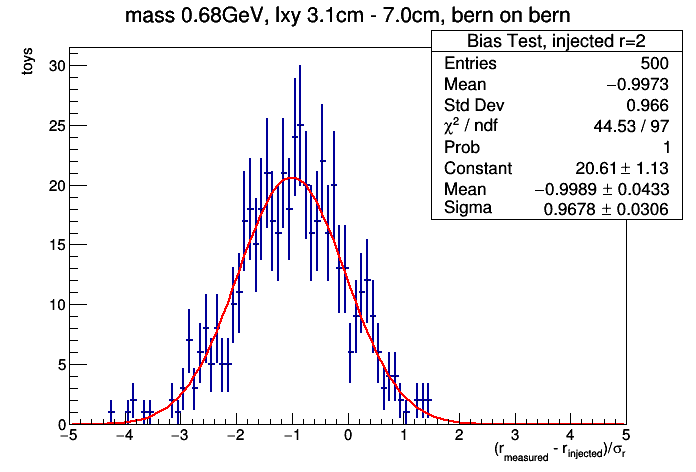 mass 0.68GeV, lxy 3.1cm - 7.0cm, bern on bern
Bias Test, injected r=2
Entries 500
Mean −0.9973
Std Dev 0.966
χ² / ndf 44.53 / 97
Prob 1
Constant 20.61 ± 1.13
Mean −0.9989 ± 0.0433
Sigma 0.9678 ± 0.0306
toys
30
25
20
15
10
5
0
−5 −4 −3 −2 −1 0 1 2 3 4 5
(r_measured - r_injected)/σ_r